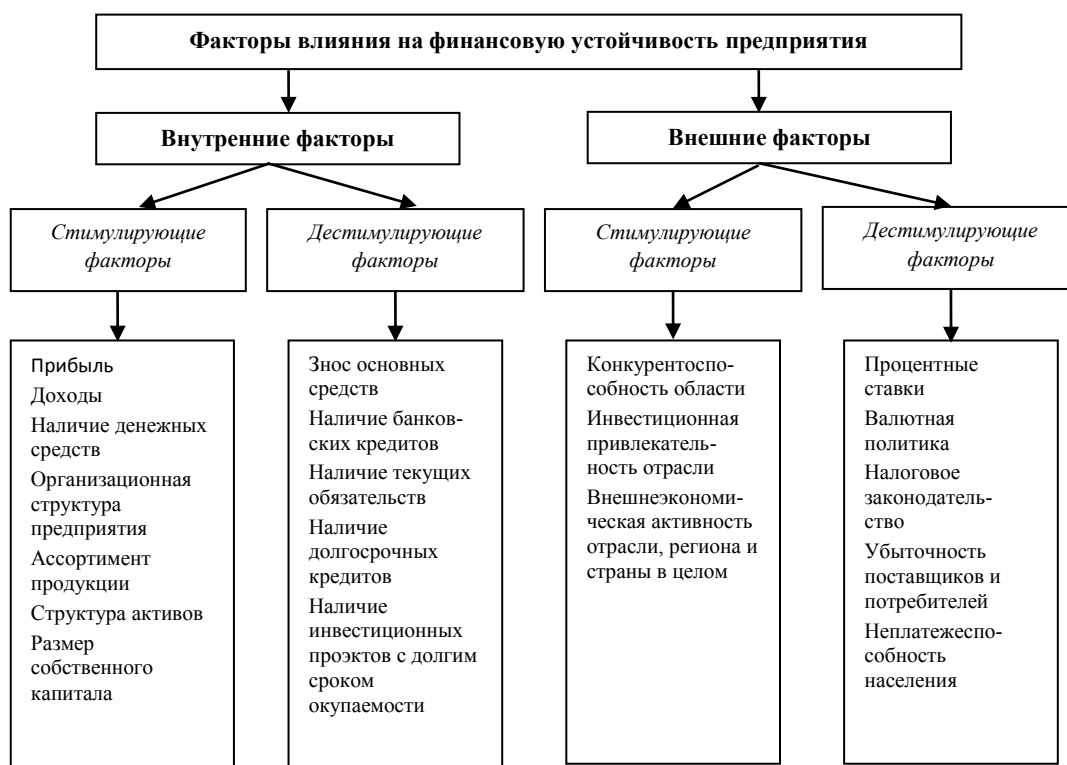 Факторы влияния на финансовую устойчивость предприятия
Внутренние факторы
Внешние факторы
Стимулирующие
факторы
Дестимулирующие
факторы
Стимулирующие
факторы
Дестимулирующие
факторы
Прибыль
Доходы
Наличие денежных
средств
Организационная
структура
предприятия
Ассортимент
продукции
Структура активов
Размер
собственного
капитала
Знос основных
средств
Наличие банков-
ских кредитов
Наличие текущих
обязательств
Наличие
долгосрочных
кредитов
Наличие
инвестиционных
проэктов с долгим
сроком
окупаемости
Конкурентоспо-
собность области
Инвестиционная
привлекатель-
ность отрасли
Внешнеэкономи-
ческая активность
отрасли, региона и
страны в целом
Процентные
ставки
Валютная
политика
Налоговое
законодатель-
ство
Убыточность
поставщиков и
потребителей
Неплатежеспо-
собность
населения